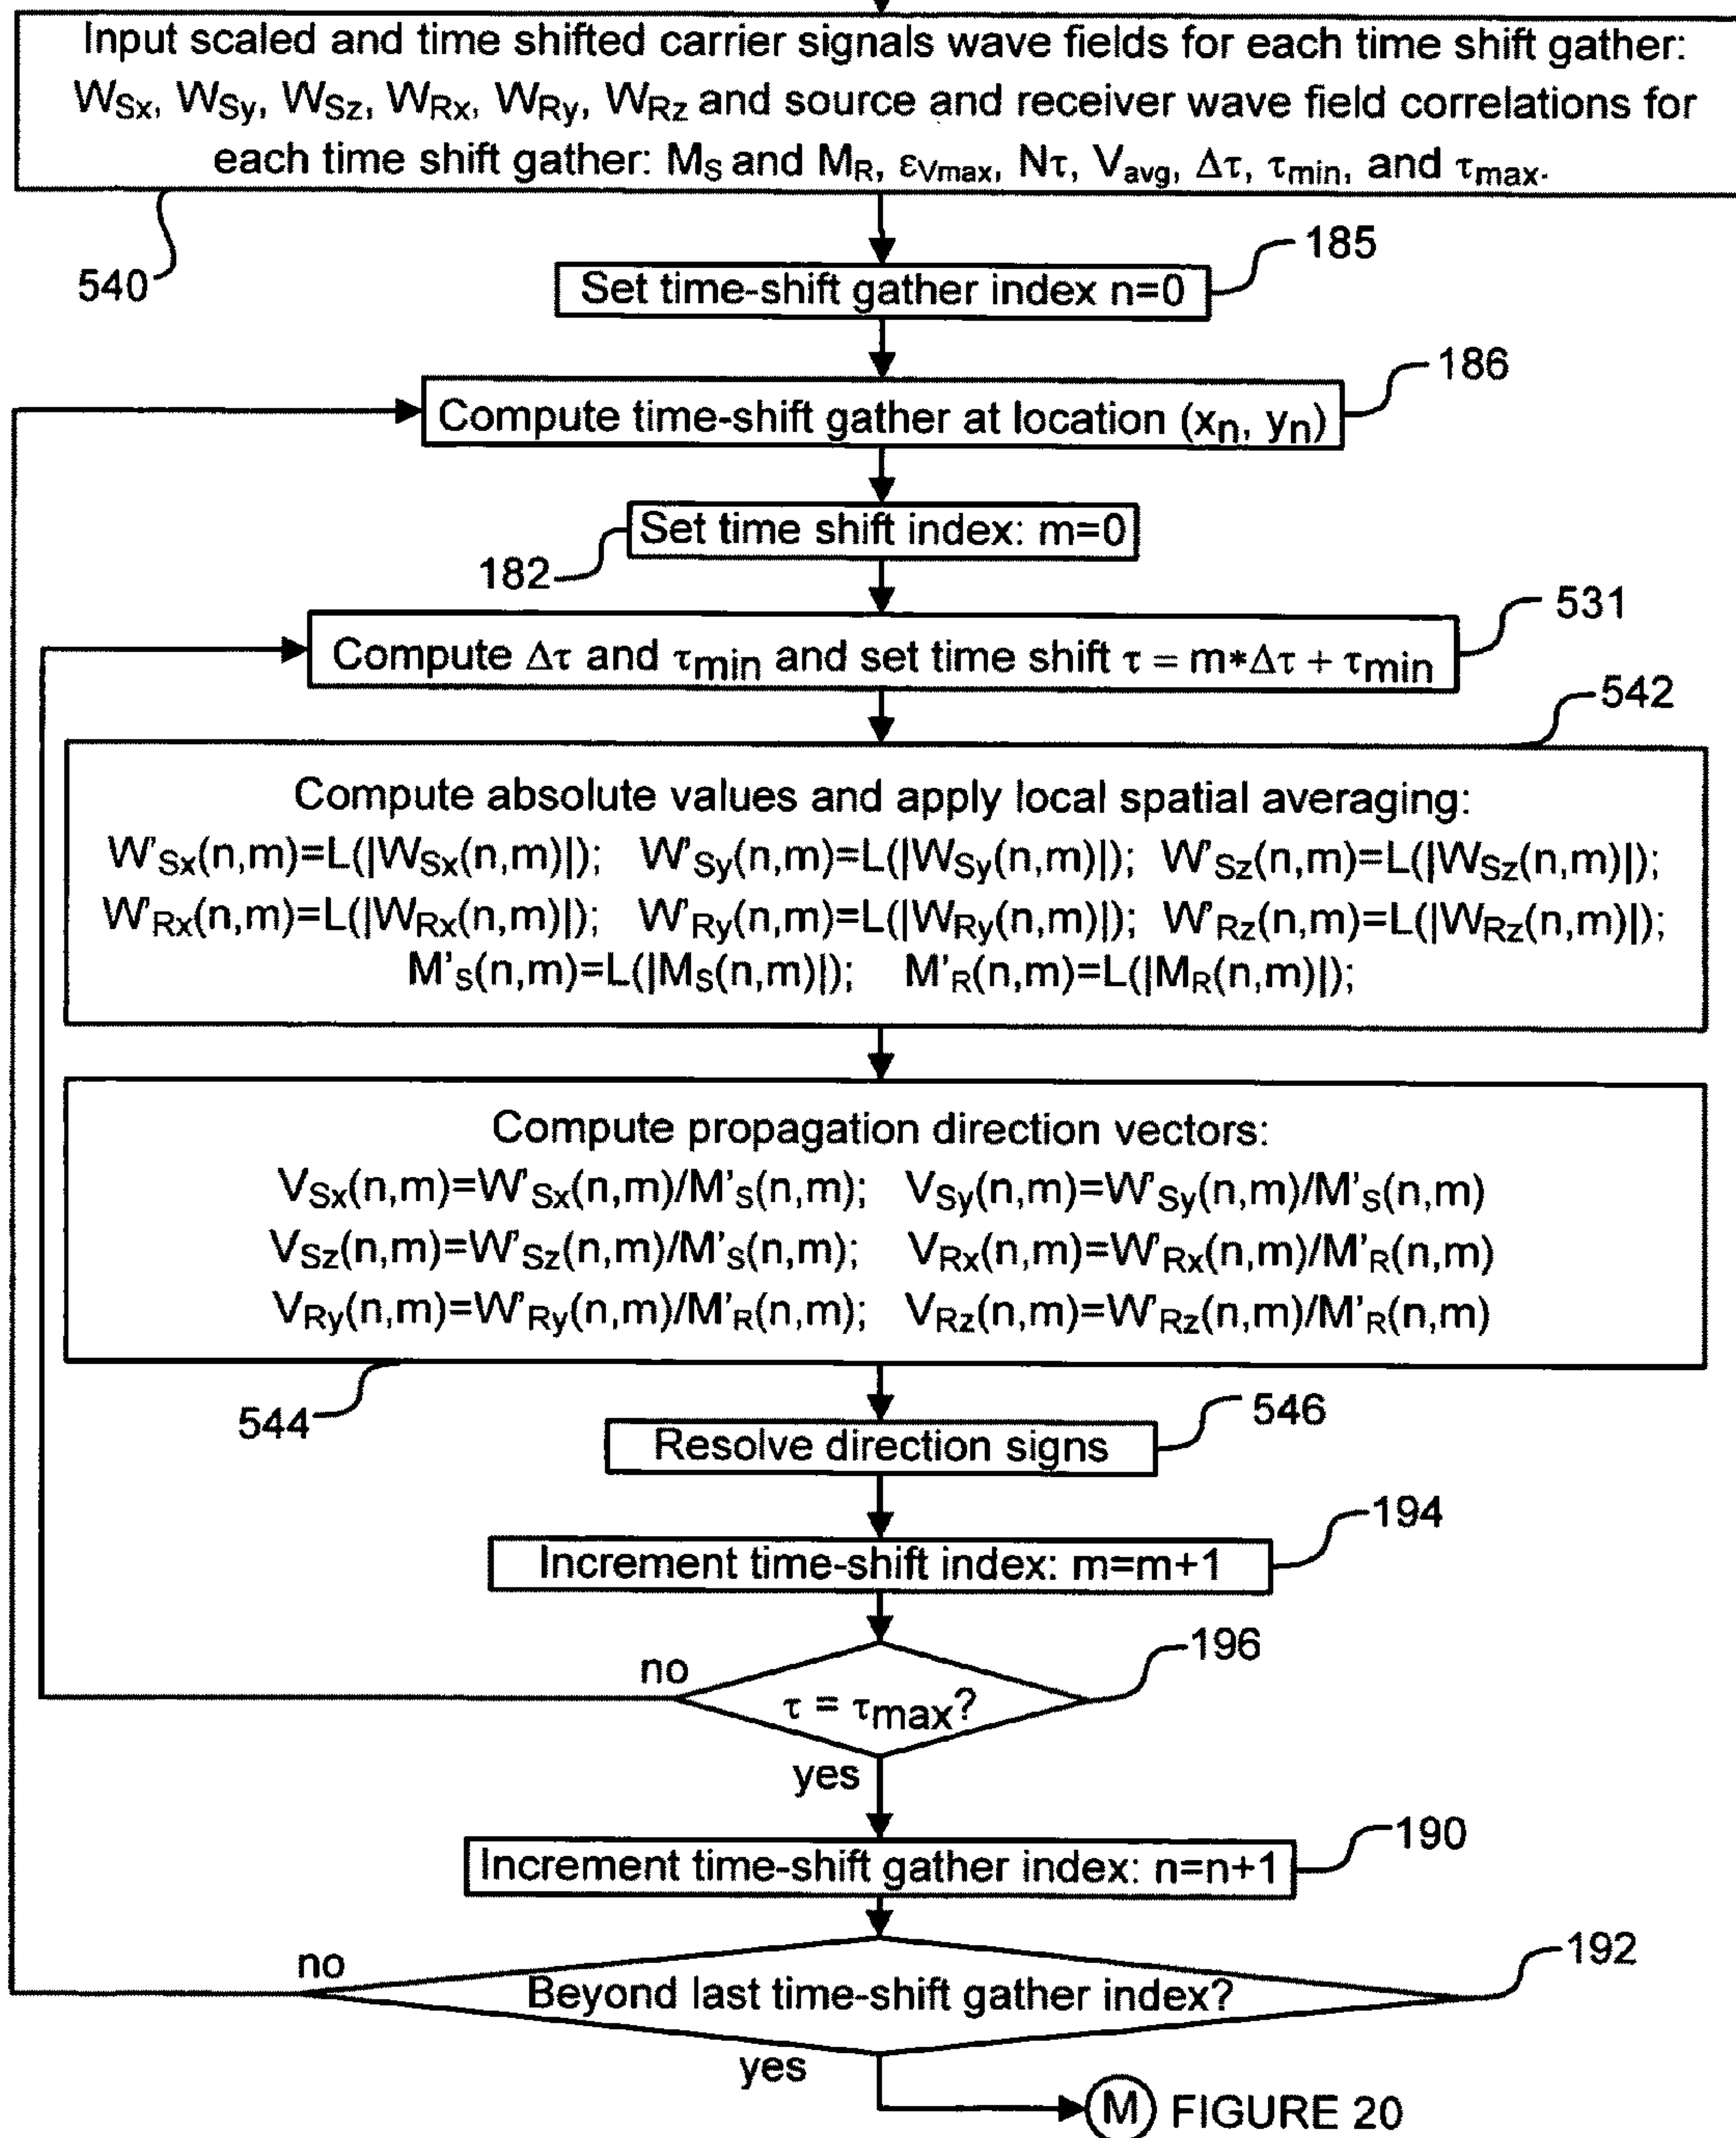 Input scaled and time shifted carrier signals wave fields for each time shift gather:
WSx, WSy, WSz, WRx, WRy, WRz and source and receiver wave field correlations for
each time shift gather: MS and MR, εVmax, Nτ, Vavg, Δτ, τmin, and τmax.
540
185
Set time-shift gather index n=0
186
Compute time-shift gather at location (xn, yn)
Set time shift index: m=0
182
531
Compute Δτ and τmin and set time shift τ = m*Δτ + τmin
542
Compute absolute values and apply local spatial averaging:
W'Sx(n,m)=L(|WSx(n,m)|); W'Sy(n,m)=L(|WSy(n,m)|); W'Sz(n,m)=L(|WSz(n,m)|);
W'Rx(n,m)=L(|WRx(n,m)|); W'Ry(n,m)=L(|WRy(n,m)|); W'Rz(n,m)=L(|WRz(n,m)|);
M'S(n,m)=L(|MS(n,m)|); M'R(n,m)=L(|MR(n,m)|);
Compute propagation direction vectors:
VSx(n,m)=W'Sx(n,m)/M'S(n,m); VSy(n,m)=W'Sy(n,m)/M'S(n,m)
VSz(n,m)=W'Sz(n,m)/M'S(n,m); VRx(n,m)=W'Rx(n,m)/M'R(n,m)
VRy(n,m)=W'Ry(n,m)/M'R(n,m); VRz(n,m)=W'Rz(n,m)/M'R(n,m)
544
546
Resolve direction signs
194
Increment time-shift index: m=m+1
196
no
τ = τmax?
yes
190
Increment time-shift gather index: n=n+1
192
no
Beyond last time-shift gather index?
yes
M FIGURE 20